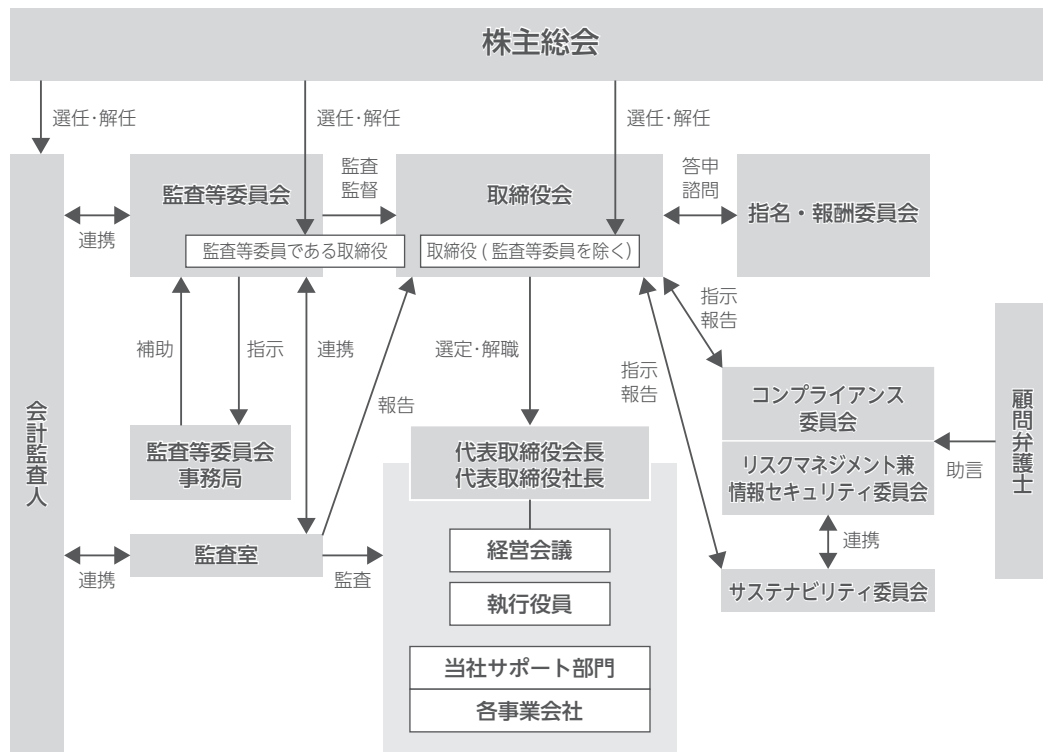 株主総会
選任・解任
選任・解任
選任・解任
監査等委員会
監査
監督
取締役会
答申
諮問
指名・報酬委員会
連携
監査等委員である取締役
取締役(監査等委員を除く)
補助
指示
連携
報告
選定・解職
指示
報告
指示
報告
会計監査人
監査等委員会
事務局
代表取締役会長
代表取締役社長
コンプライアンス
委員会
リスクマネジメント兼
情報セキュリティ委員会
助言
顧問弁護士
連携
監査室
監査
経営会議
連携
サステナビリティ委員会
執行役員
当社サポート部門
各事業会社